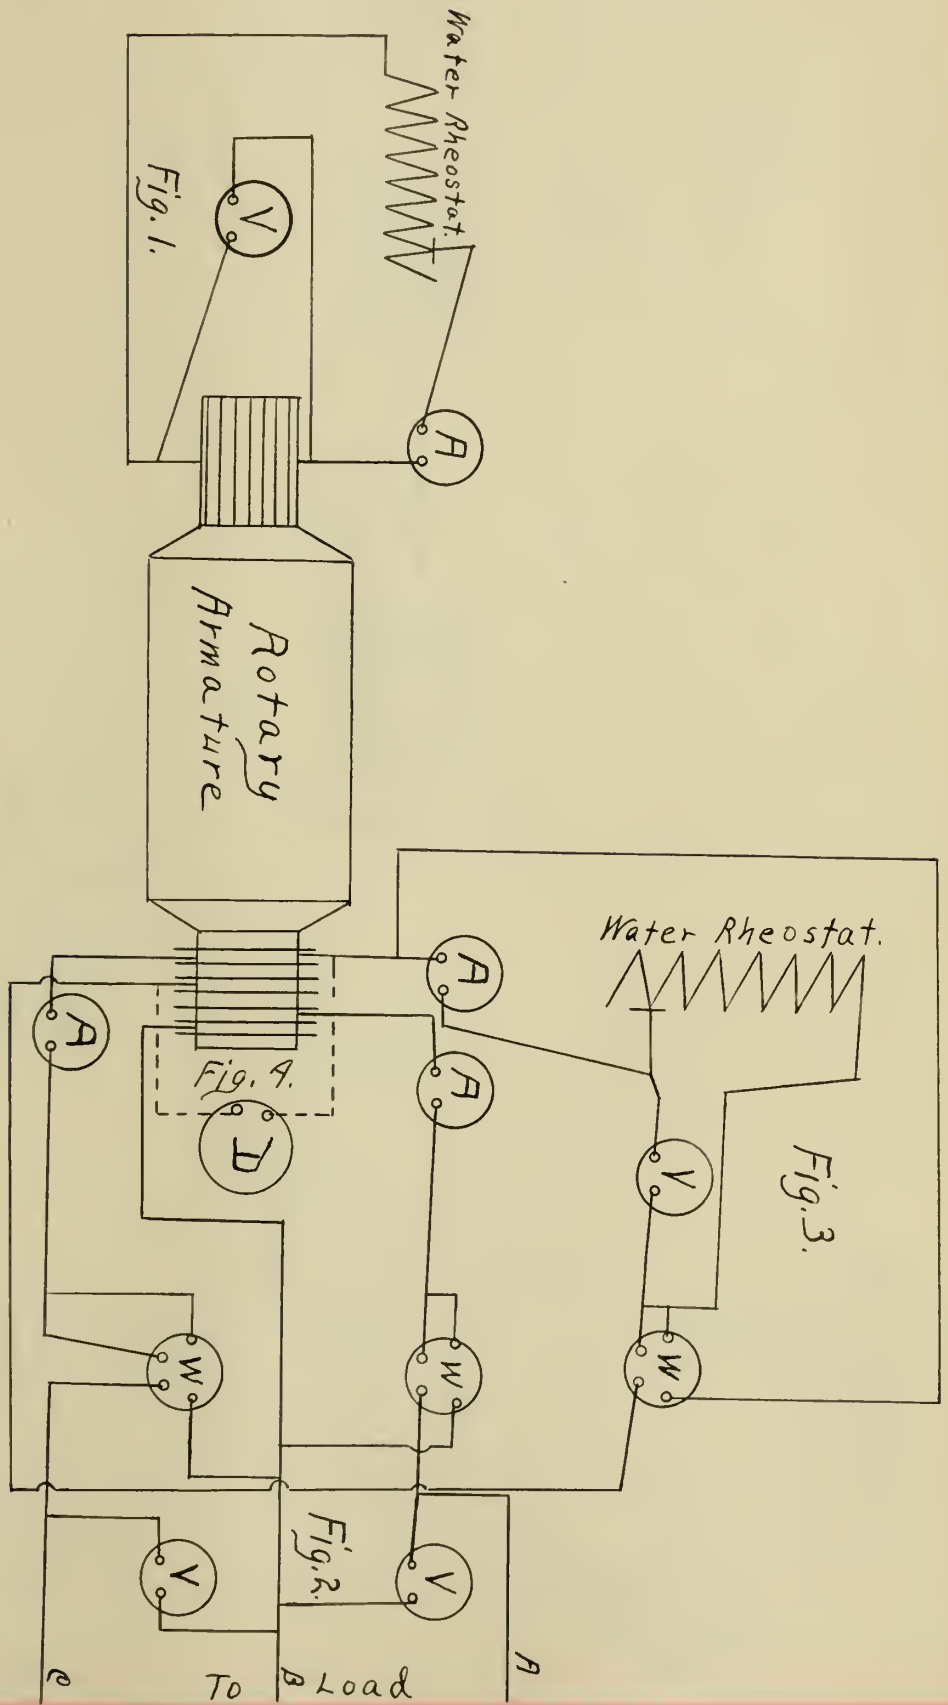 Water Rheostat.
Fig. 1.
V
A
Rotary
Armature
Water Rheostat.
A
A
A
Fig. 4.
D
V
Fig. 3.
W
W
W
Fig. 2.
V
V
A
To B Load
C